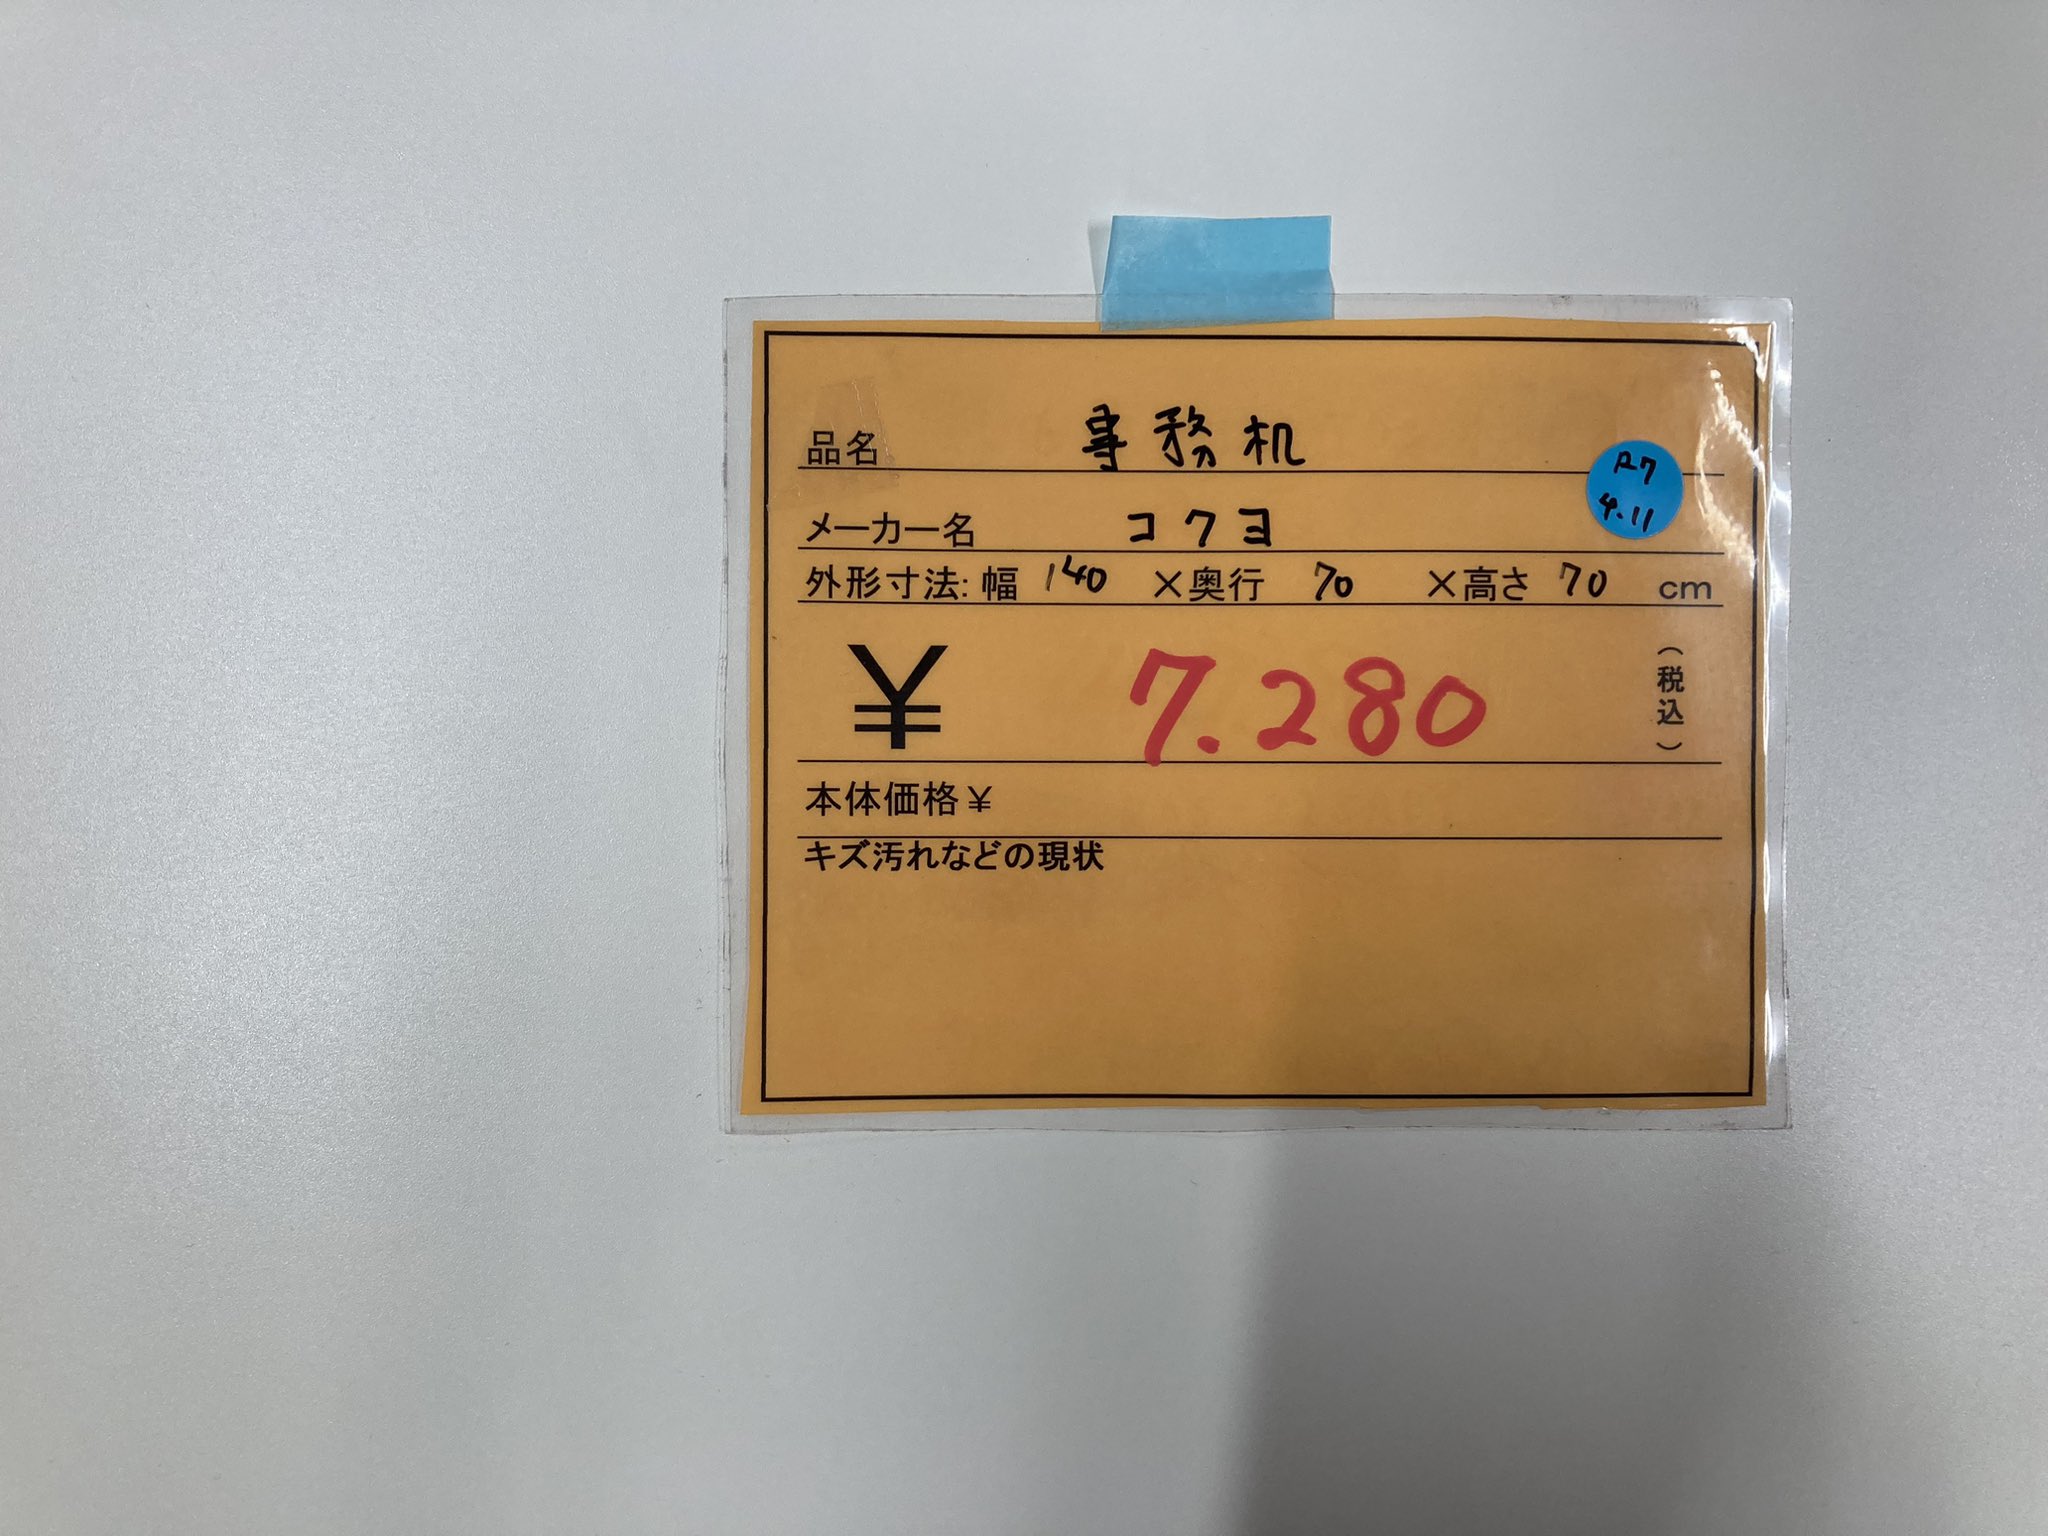 品名 事務机
R7
4.11
メーカー名 コクヨ
外形寸法: 幅 140 ×奥行 70 ×高さ 70 cm
¥ 7.280 (税込)
本体価格¥
キズ汚れなどの現状